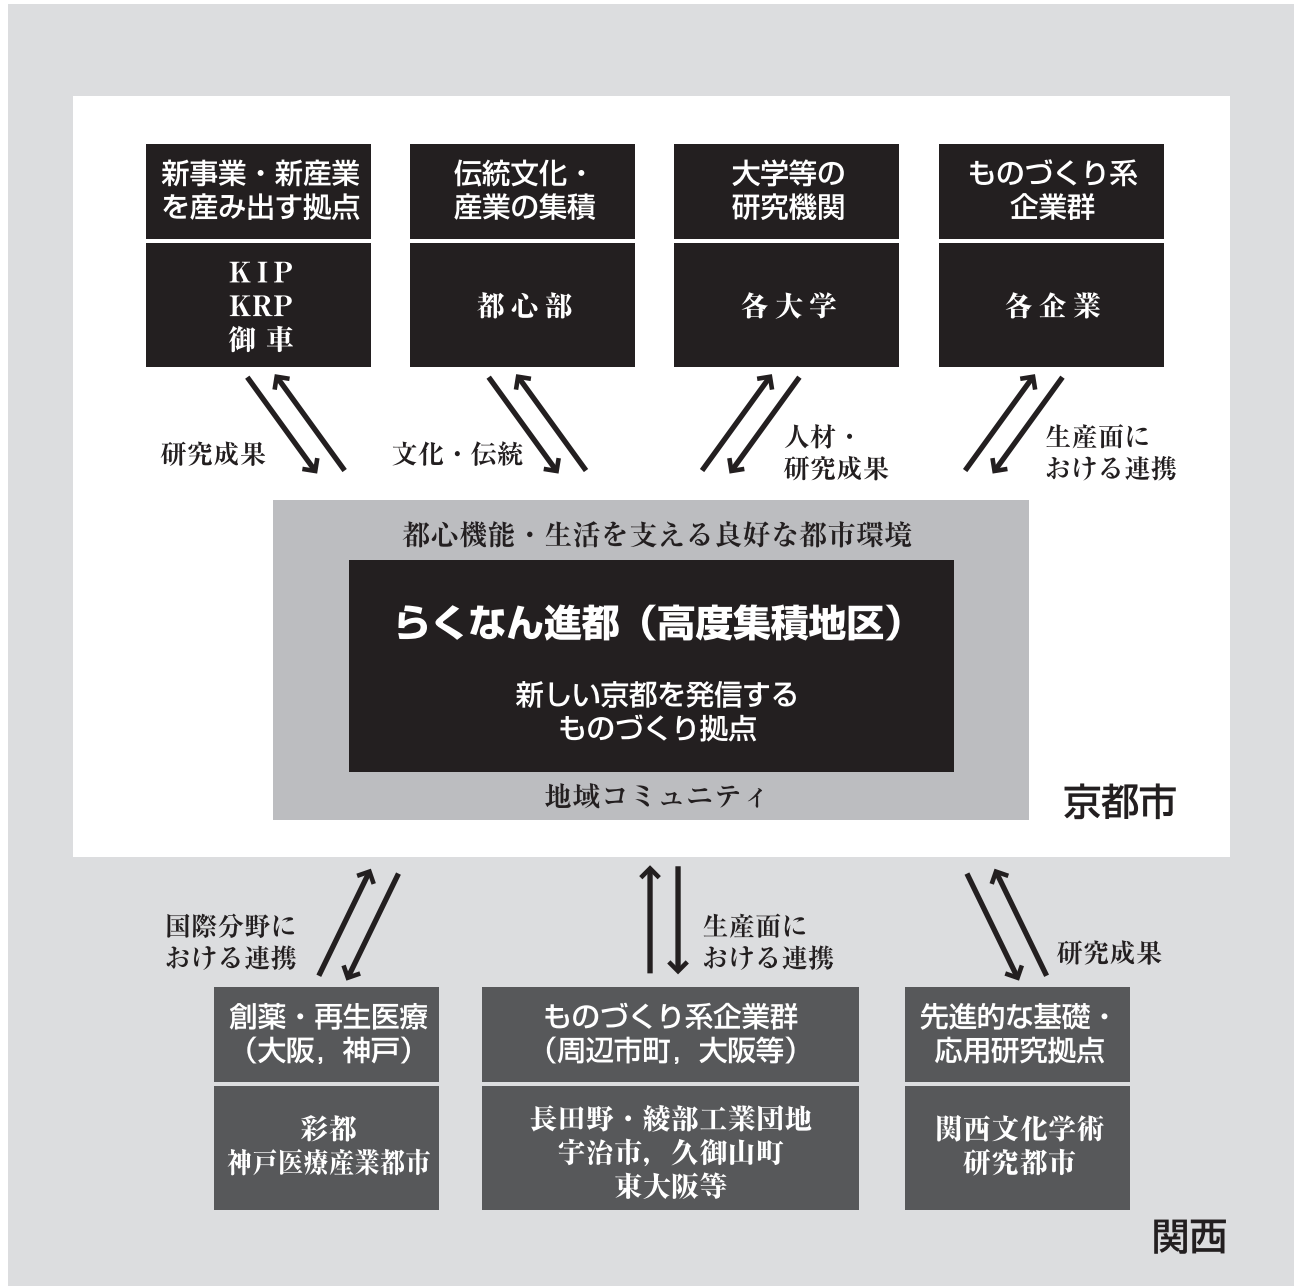 新事業・新産業
を産み出す拠点
KIP
KRP
御車
伝統文化・
産業の集積
都心部
大学等の
研究機関
各大学
ものづくり系
企業群
各企業
研究成果
文化・伝統
人材・
研究成果
生産面に
おける連携
都心機能・生活を支える良好な都市環境
らくなん進都（高度集積地区）
新しい京都を発信する
ものづくり拠点
地域コミュニティ
京都市
国際分野に
おける連携
生産面に
おける連携
研究成果
創薬・再生医療
（大阪，神戸）
彩都
神戸医療産業都市
ものづくり系企業群
（周辺市町，大阪等）
長田野・綾部工業団地
宇治市，久御山町
東大阪等
先進的な基礎・
応用研究拠点
関西文化学術
研究都市
関西